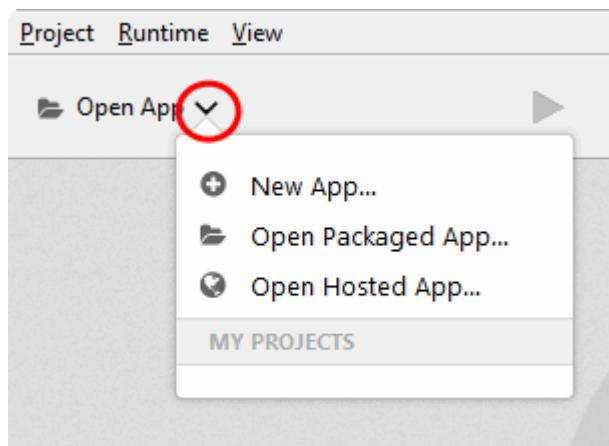 Project Runtime View
Open App
New App...
Open Packaged App...
Open Hosted App...
MY PROJECTS